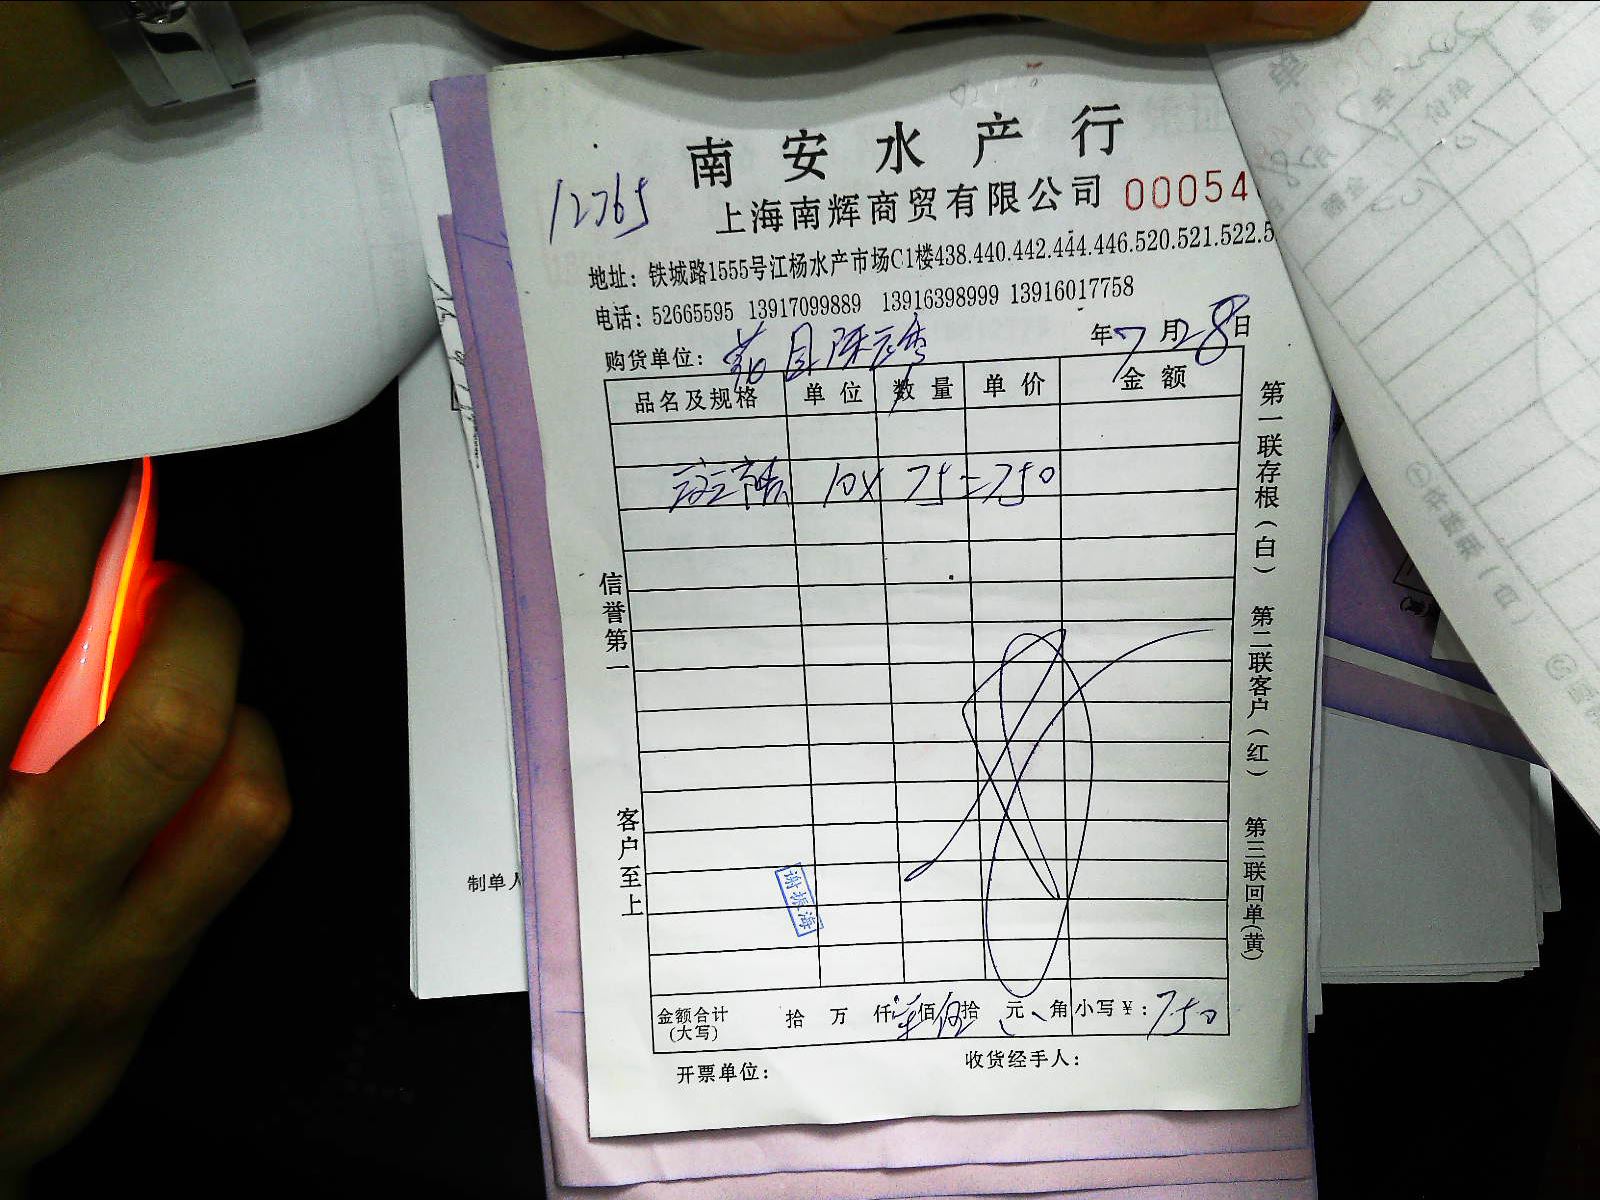 南安水产行
12765
上海南辉商贸有限公司 00054
地址：铁城路1555号江杨水产市场C1楼438.440.442.444.446.520.521.522.5
电话：52665595 13917099889 13916398999 13916017758
购货单位：
年7月28日
品名及规格 单位 数量 单价 金额
10× 75=750
信誉第一
客户至上
第一联存根（白） 第二联客户（红） 第三联回单（黄）
谢振海
金额合计（大写） 拾 万 仟 柒佰伍拾 元 角 小写￥：750
开票单位： 收货经手人：
制单人